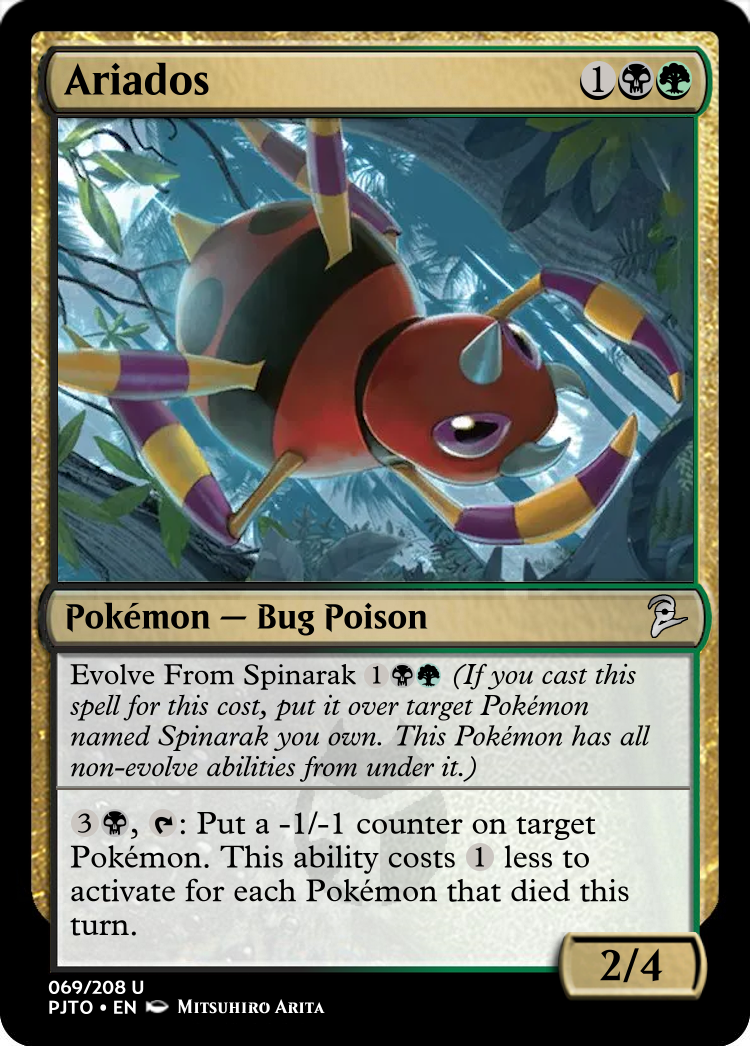 Ariados 1
Pokémon — Bug Poison
Evolve From Spinarak 1 (If you cast this
spell for this cost, put it over target Pokémon
named Spinarak you own. This Pokémon has all
non-evolve abilities from under it.)
3 , : Put a -1/-1 counter on target
Pokémon. This ability costs 1 less to
activate for each Pokémon that died this
turn.
2/4
069/208 U
PJTO • EN Mitsuhiro Arita